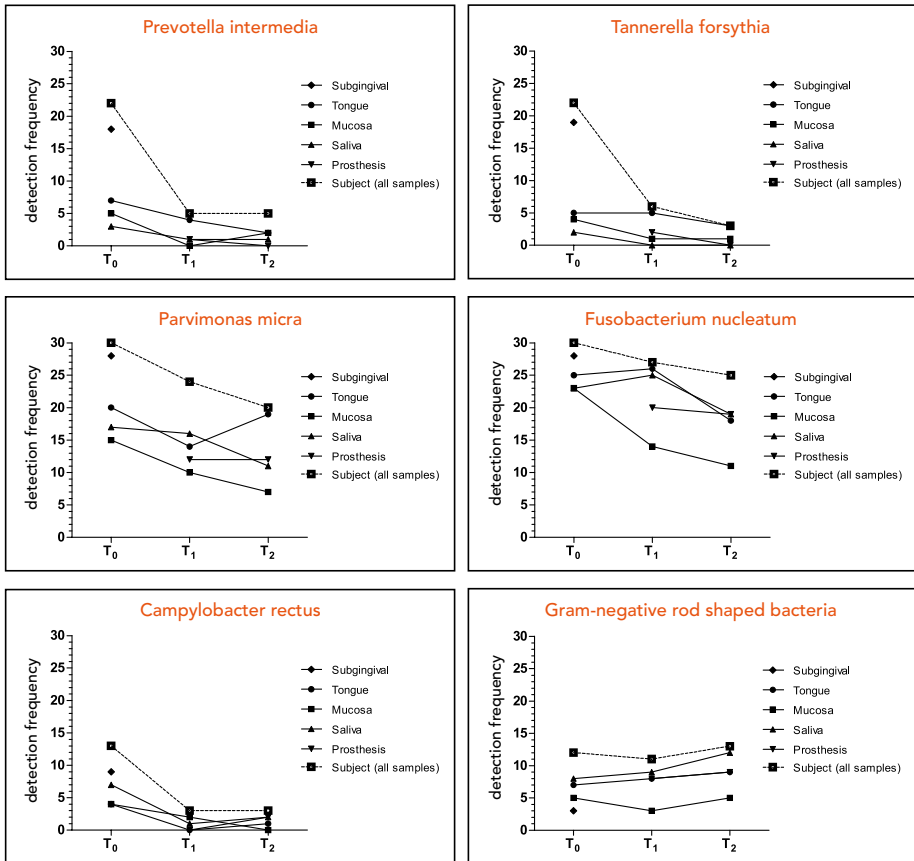 Prevotella intermedia
detection frequency
30
25
20
15
10
5
0
T0 T1 T2
Subgingival
Tongue
Mucosa
Saliva
Prosthesis
Subject (all samples)
Tannerella forsythia
detection frequency
30
25
20
15
10
5
0
T0 T1 T2
Subgingival
Tongue
Mucosa
Saliva
Prosthesis
Subject (all samples)
Parvimonas micra
detection frequency
30
25
20
15
10
5
0
T0 T1 T2
Subgingival
Tongue
Mucosa
Saliva
Prosthesis
Subject (all samples)
Fusobacterium nucleatum
detection frequency
30
25
20
15
10
5
0
T0 T1 T2
Subgingival
Tongue
Mucosa
Saliva
Prosthesis
Subject (all samples)
Campylobacter rectus
detection frequency
30
25
20
15
10
5
0
T0 T1 T2
Subgingival
Tongue
Mucosa
Saliva
Prosthesis
Subject (all samples)
Gram-negative rod shaped bacteria
detection frequency
30
25
20
15
10
5
0
T0 T1 T2
Subgingival
Tongue
Mucosa
Saliva
Prosthesis
Subject (all samples)